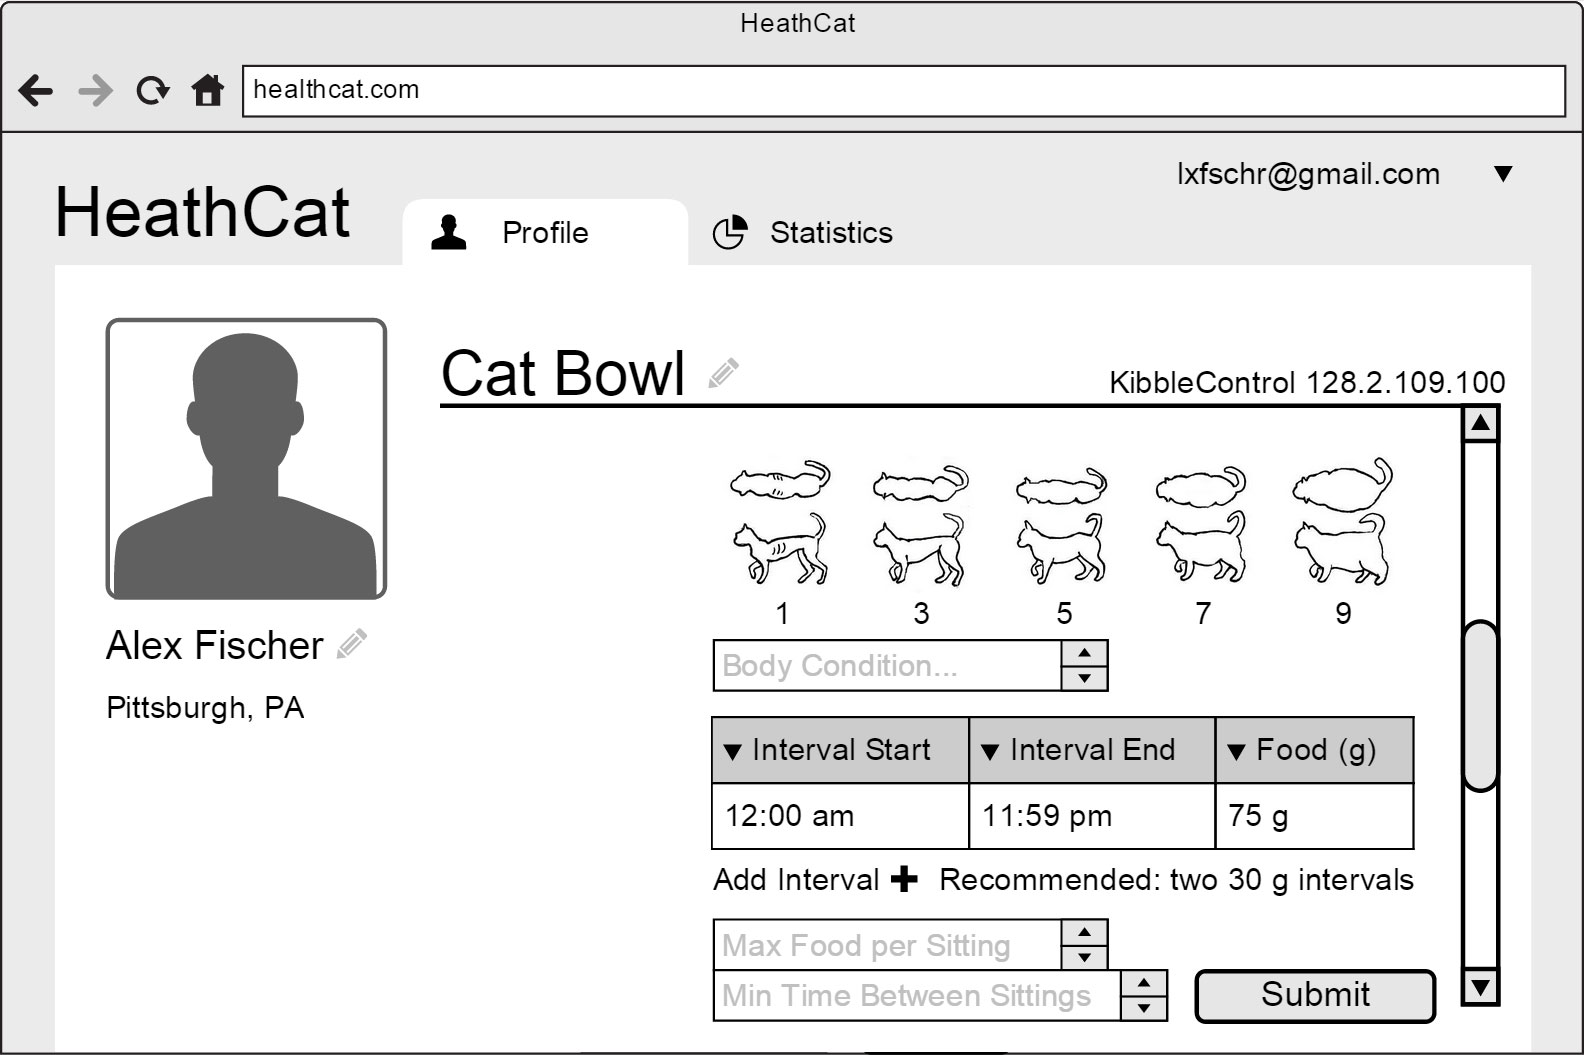 HeathCat
healthcat.com
lxfschr@gmail.com
HeathCat
Profile
Statistics
Cat Bowl
KibbleControl 128.2.109.100
1 3 5 7 9
Alex Fischer
Pittsburgh, PA
Body Condition...
Interval Start Interval End Food (g)
12:00 am 11:59 pm 75 g
Add Interval Recommended: two 30 g intervals
Max Food per Sitting
Min Time Between Sittings
Submit